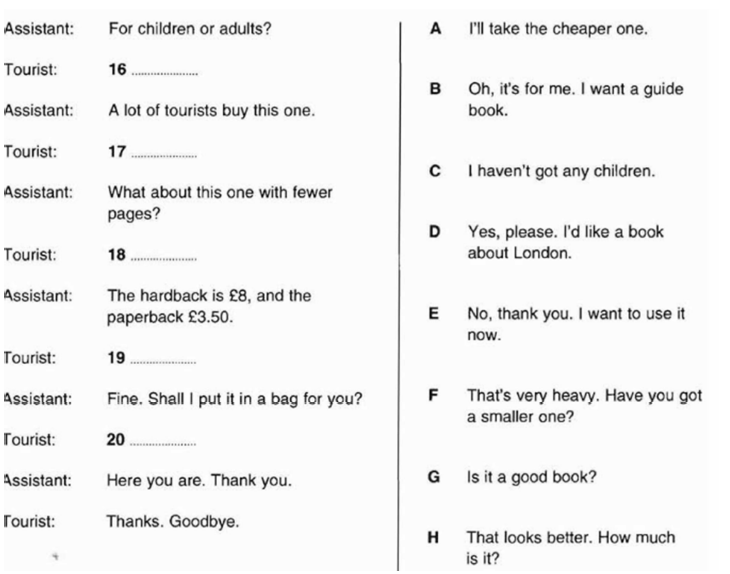 Assistant: For children or adults?
Tourist: 16 ....................
Assistant: A lot of tourists buy this one.
Tourist: 17 ....................
Assistant: What about this one with fewer
pages?
Tourist: 18 ....................
Assistant: The hardback is £8, and the
paperback £3.50.
Tourist: 19 ....................
Assistant: Fine. Shall I put it in a bag for you?
Tourist: 20 ....................
Assistant: Here you are. Thank you.
Tourist: Thanks. Goodbye.
A I'll take the cheaper one.
B Oh, it's for me. I want a guide
book.
C I haven't got any children.
D Yes, please. I'd like a book
about London.
E No, thank you. I want to use it
now.
F That's very heavy. Have you got
a smaller one?
G Is it a good book?
H That looks better. How much
is it?